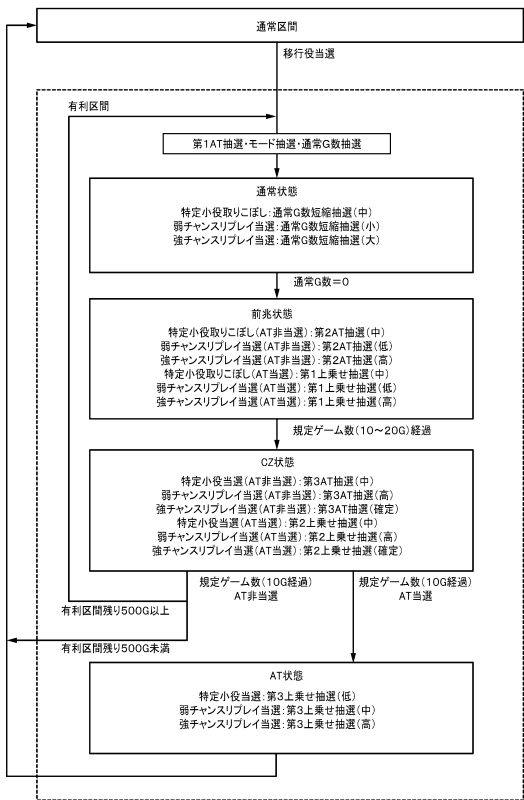 通常区間
移行役当選
有利区間
第1AT抽選・モード抽選・通常G数抽選
通常状態
特定小役取りこぼし:通常G数短縮抽選(中)
弱チャンスリプレイ当選:通常G数短縮抽選(小)
強チャンスリプレイ当選:通常G数短縮抽選(大)
通常G数=0
前兆状態
特定小役取りこぼし(AT非当選):第2AT抽選(中)
弱チャンスリプレイ当選(AT非当選):第2AT抽選(低)
強チャンスリプレイ当選(AT非当選):第2AT抽選(高)
特定小役取りこぼし(AT当選):第1上乗せ抽選(中)
弱チャンスリプレイ当選(AT当選):第1上乗せ抽選(低)
強チャンスリプレイ当選(AT当選):第1上乗せ抽選(高)
規定ゲーム数(10~20G)経過
CZ状態
特定小役当選(AT非当選):第3AT抽選(中)
弱チャンスリプレイ当選(AT非当選):第3AT抽選(高)
強チャンスリプレイ当選(AT非当選):第3AT抽選(確定)
特定小役当選(AT当選):第2上乗せ抽選(中)
弱チャンスリプレイ当選(AT当選):第2上乗せ抽選(高)
強チャンスリプレイ当選(AT当選):第2上乗せ抽選(確定)
規定ゲーム数(10G経過)
AT非当選
規定ゲーム数(10G経過)
AT当選
有利区間残り500G以上
有利区間残り500G未満
AT状態
特定小役当選:第3上乗せ抽選(低)
弱チャンスリプレイ当選:第3上乗せ抽選(中)
強チャンスリプレイ当選:第3上乗せ抽選(高)